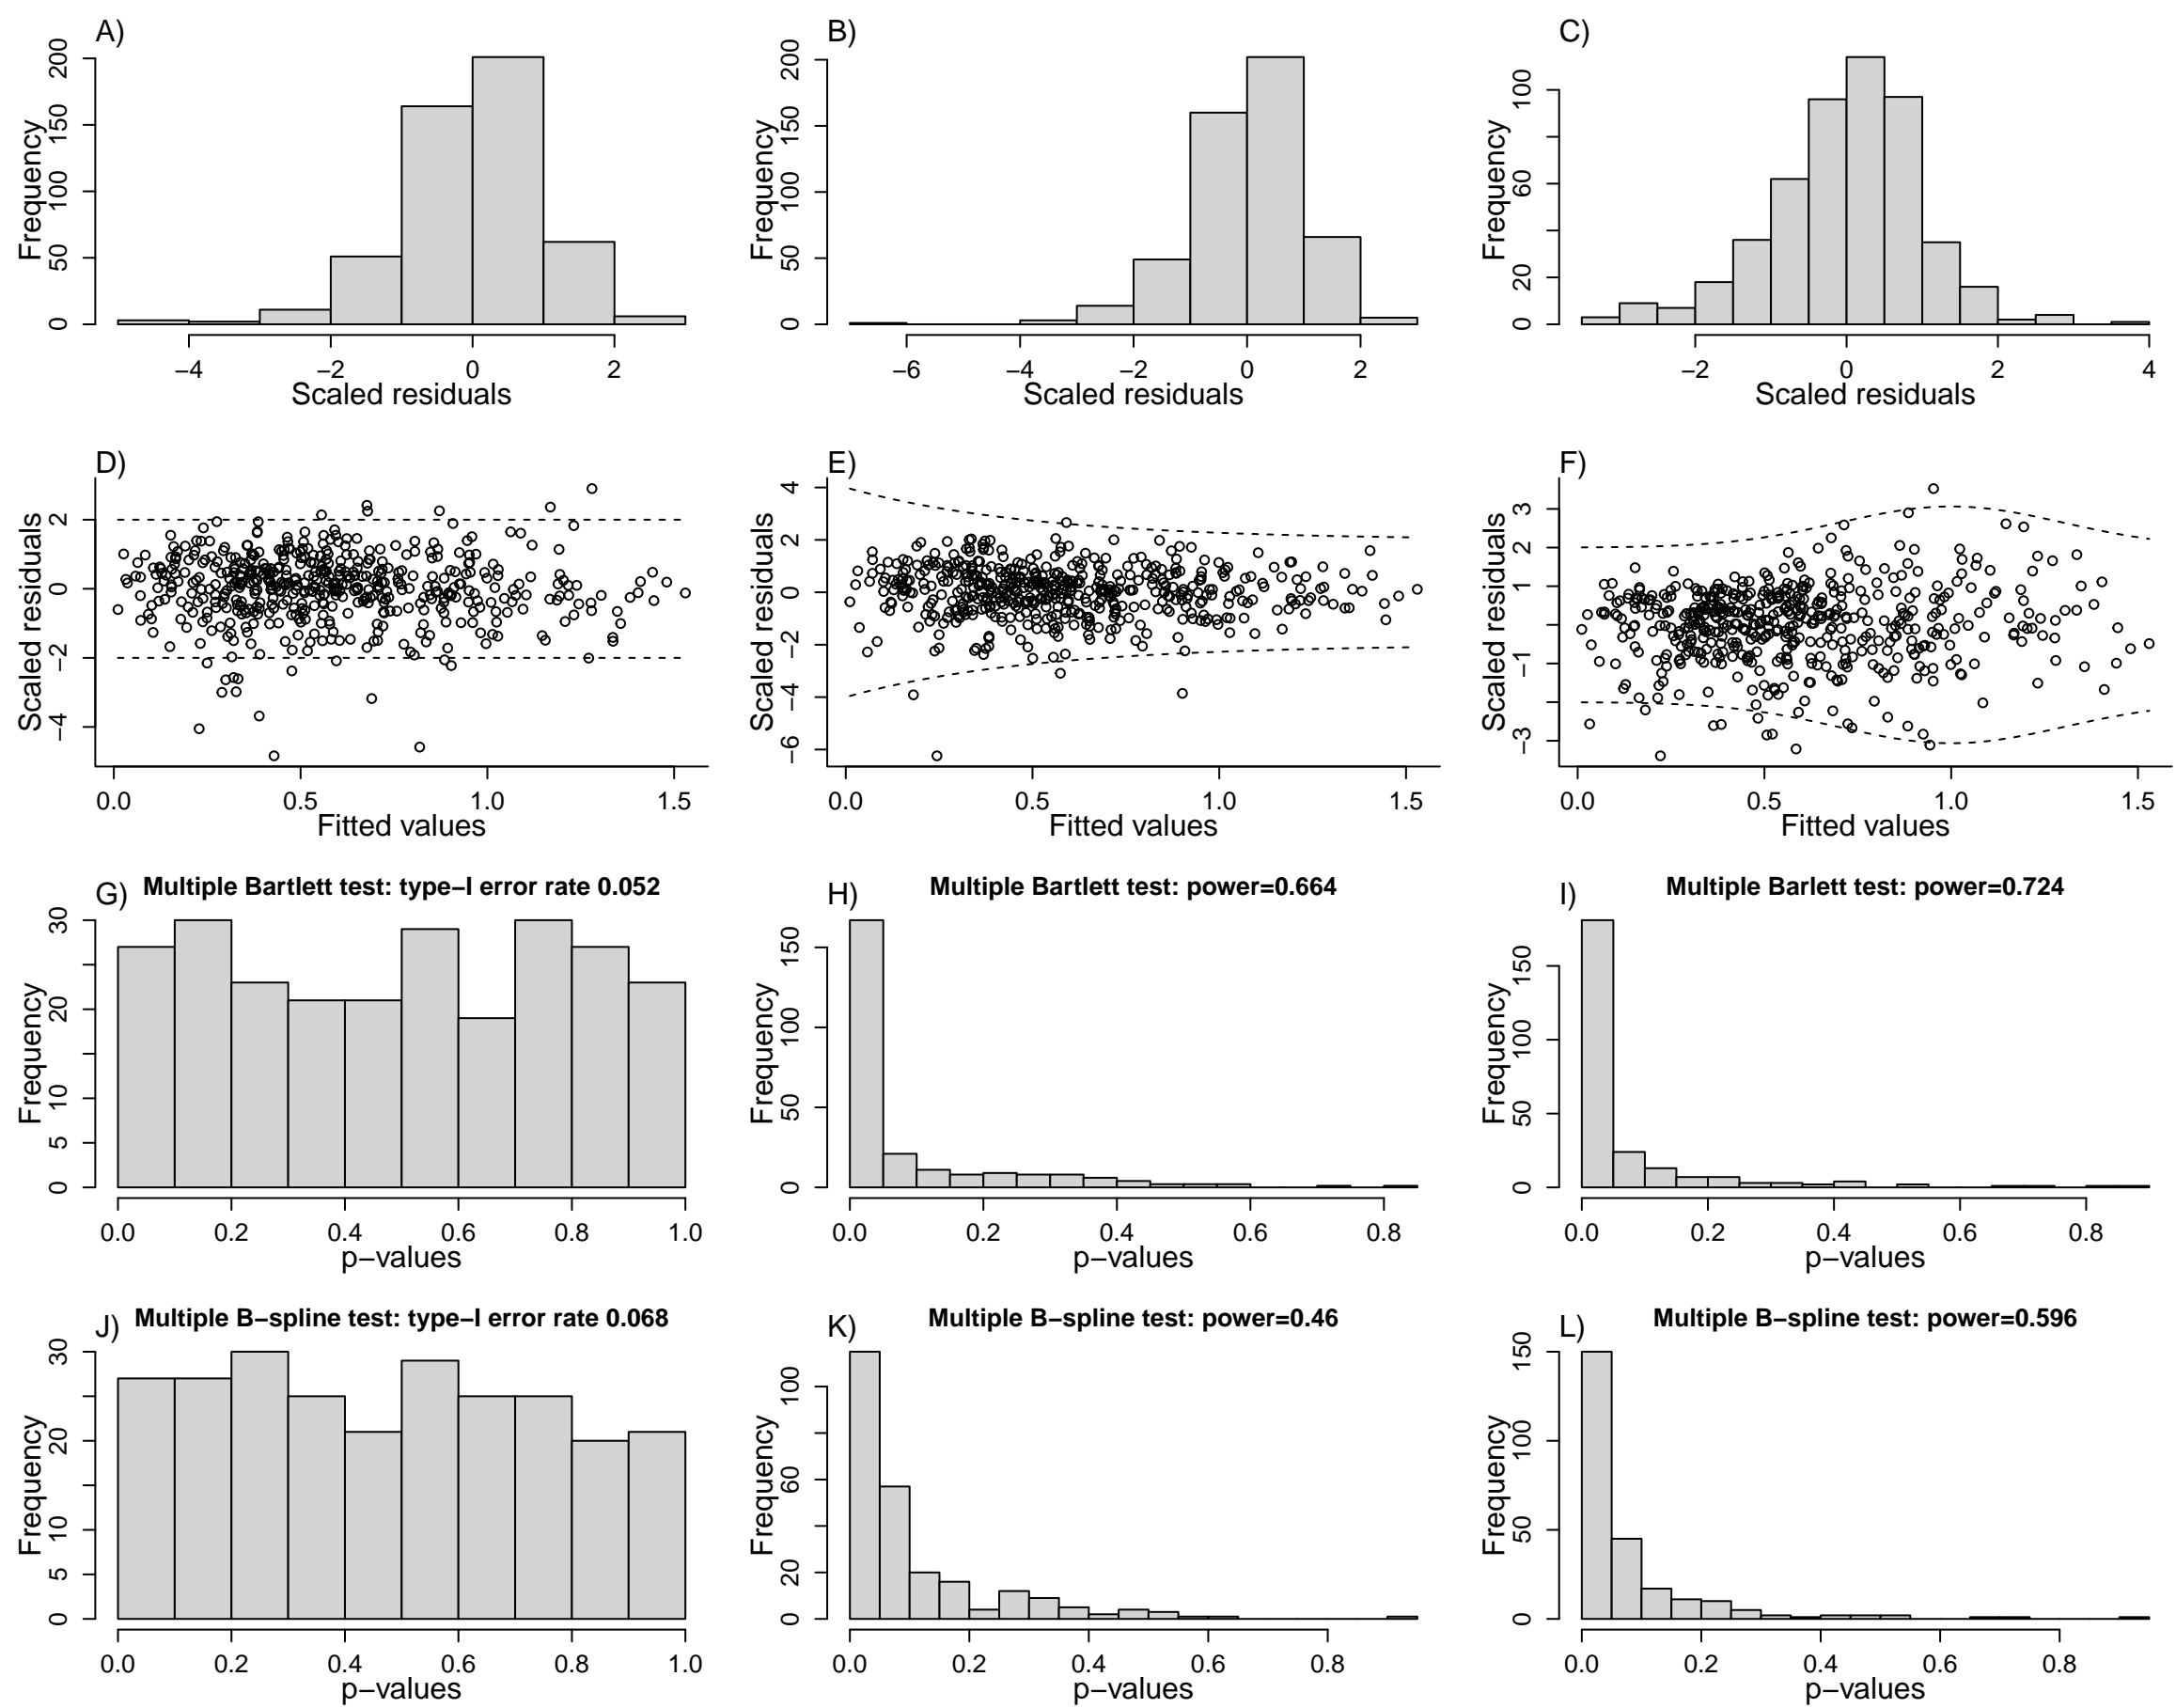 A)
Frequency
0 50 100 150 200
−4 −2 0 2
Scaled residuals
B)
Frequency
0 50 100 150 200
−6 −4 −2 0 2
Scaled residuals
C)
Frequency
0 20 60 100
−2 0 2 4
Scaled residuals
D)
Scaled residuals
−4 −2 0 2
0.0 0.5 1.0 1.5
Fitted values
E)
Scaled residuals
−6 −4 −2 0 2 4
0.0 0.5 1.0 1.5
Fitted values
F)
Scaled residuals
−3 −1 1 2 3
0.0 0.5 1.0 1.5
Fitted values
G)
Multiple Bartlett test: type−I error rate 0.052
Frequency
0 5 10 20 30
0.0 0.2 0.4 0.6 0.8 1.0
p−values
H)
Multiple Bartlett test: power=0.664
Frequency
0 50 100 150
0.0 0.2 0.4 0.6 0.8
p−values
I)
Multiple Barlett test: power=0.724
Frequency
0 50 100 150
0.0 0.2 0.4 0.6 0.8
p−values
J)
Multiple B−spline test: type−I error rate 0.068
Frequency
0 5 10 20 30
0.0 0.2 0.4 0.6 0.8 1.0
p−values
K)
Multiple B−spline test: power=0.46
Frequency
0 20 60 100
0.0 0.2 0.4 0.6 0.8
p−values
L)
Multiple B−spline test: power=0.596
Frequency
0 50 100 150
0.0 0.2 0.4 0.6 0.8
p−values